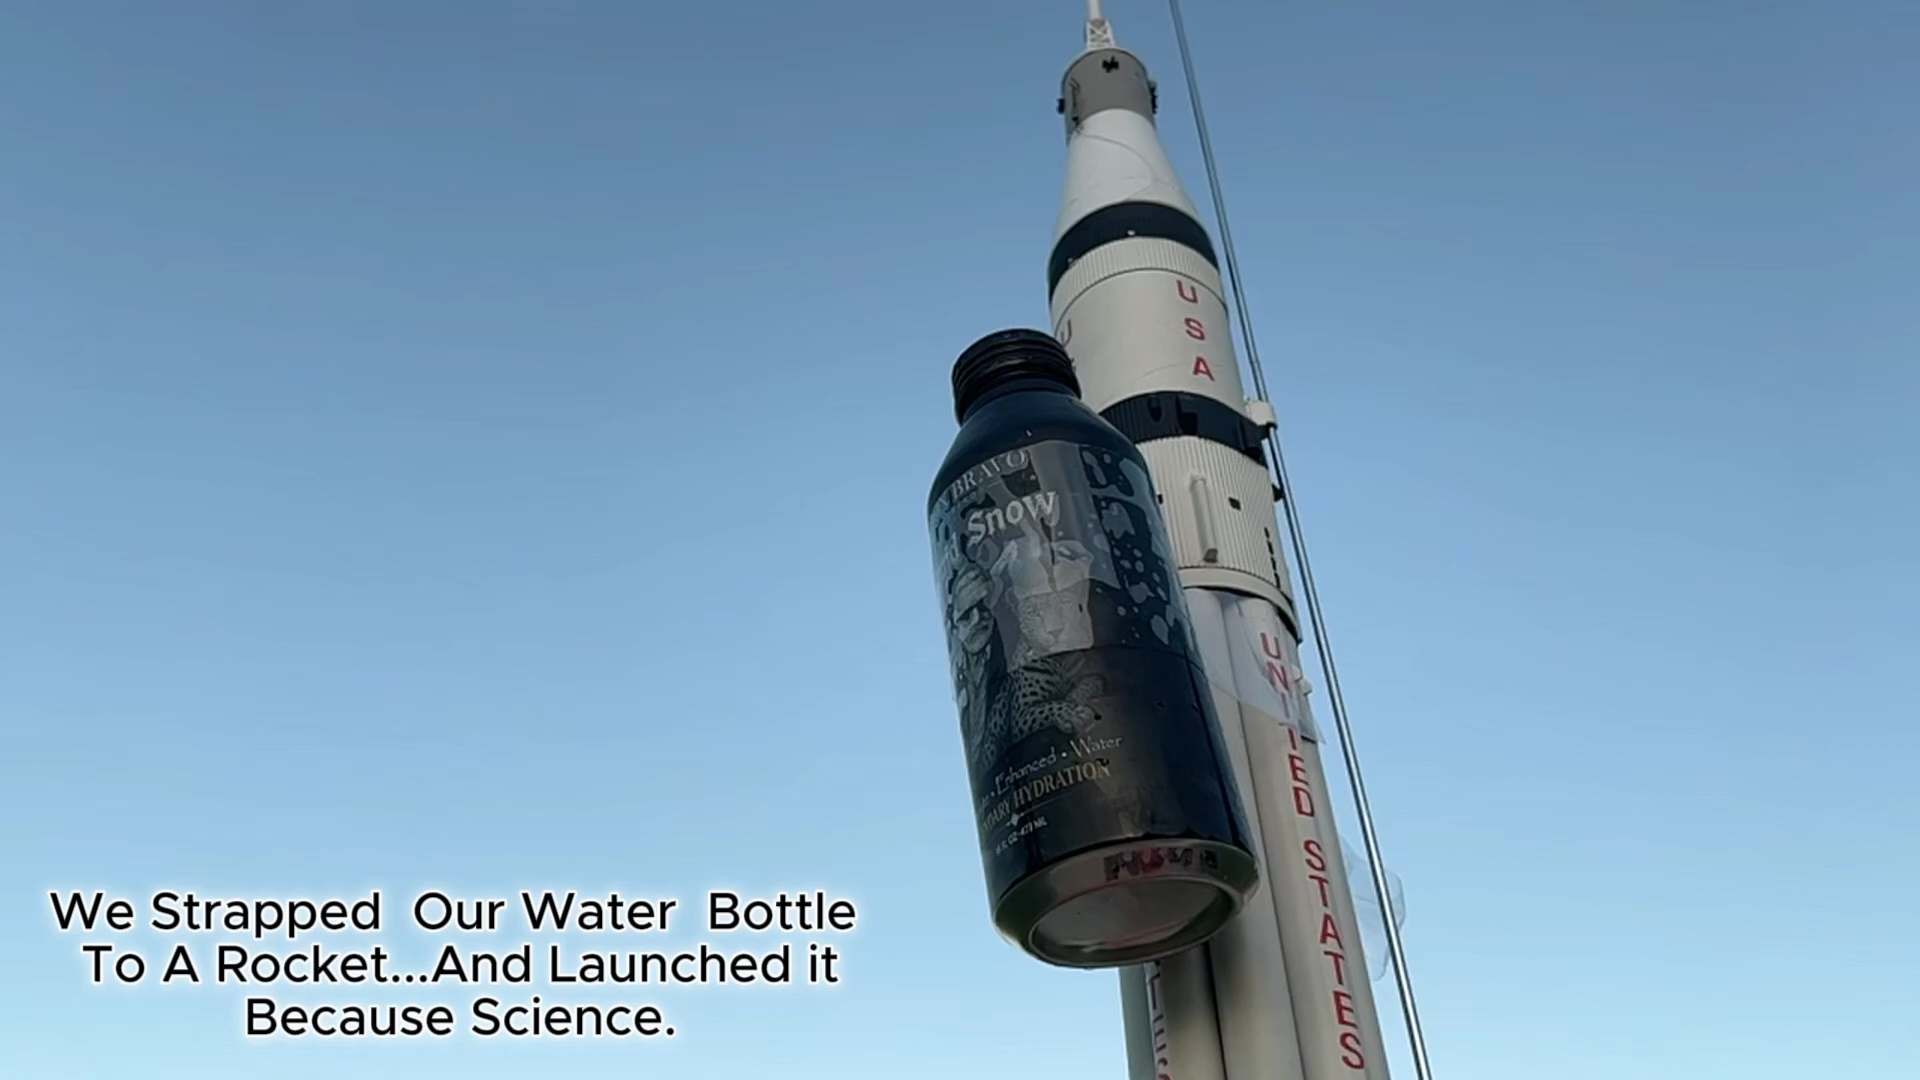 USA
U
BRAVO
Snow
Enhanced • Water
HYDRATION
UNITED STATES
We Strapped Our Water Bottle
To A Rocket...And Launched it
Because Science.